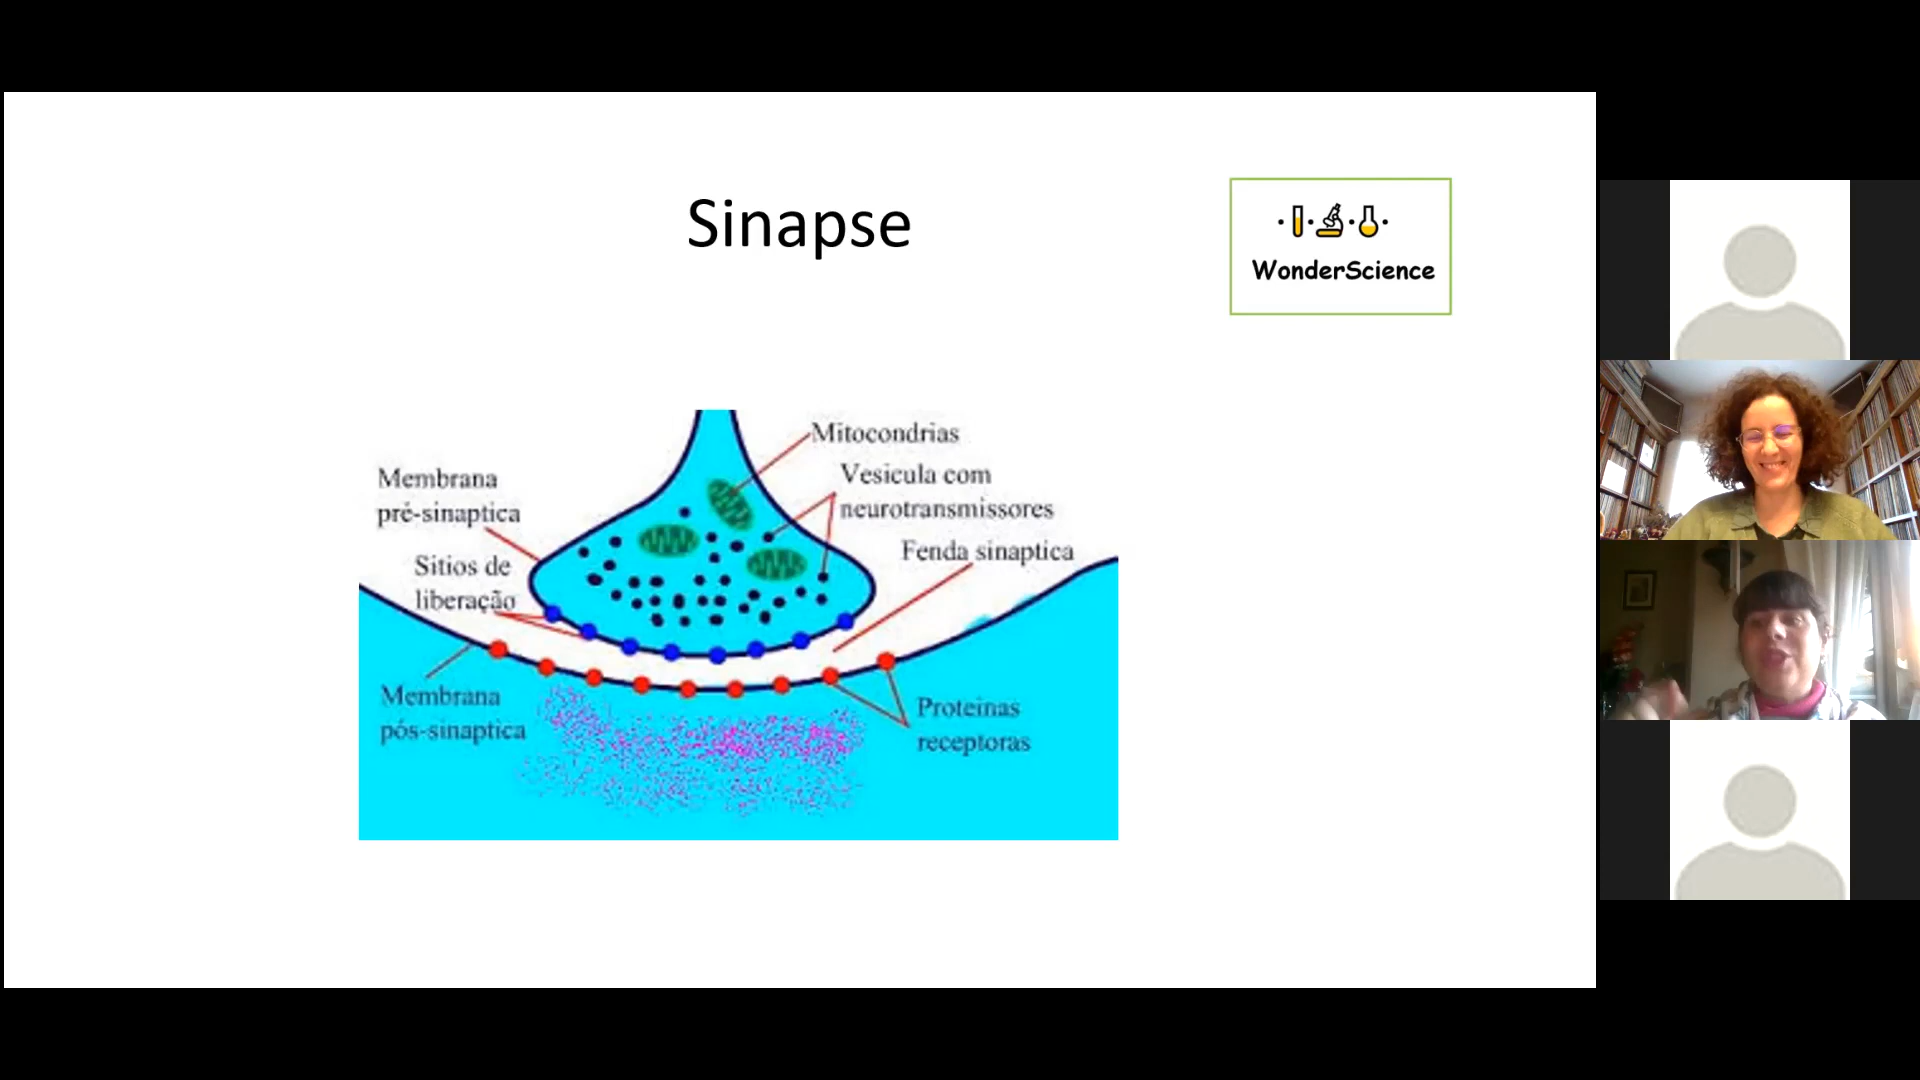 Sinapse
WonderScience
Mitocondrias
Vesicula com
neurotransmissores
Membrana
pré-sinaptica
Fenda sinaptica
Sitios de
liberação
Membrana
pós-sinaptica
Proteinas
receptoras